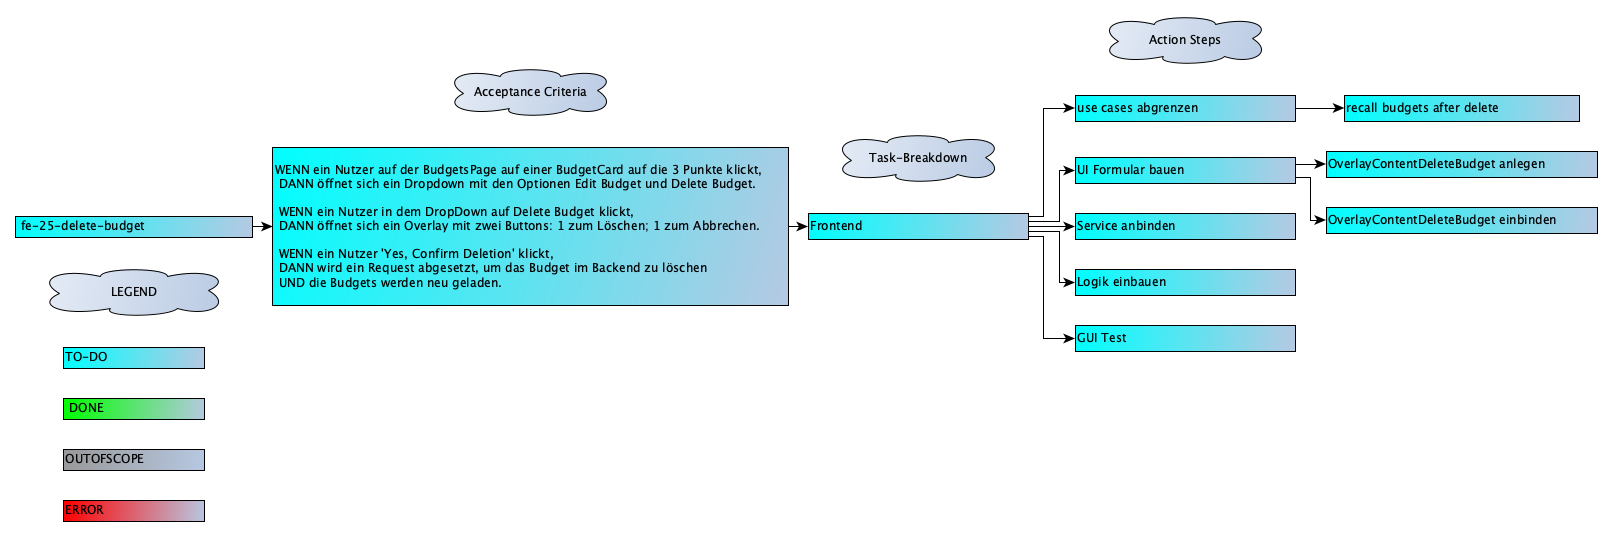 Action Steps
Acceptance Criteria
Task-Breakdown
fe-25-delete-budget
WENN ein Nutzer auf der BudgetsPage auf einer BudgetCard auf die 3 Punkte klickt,
DANN öffnet sich ein Dropdown mit den Optionen Edit Budget und Delete Budget.
WENN ein Nutzer in dem DropDown auf Delete Budget klickt,
DANN öffnet sich ein Overlay mit zwei Buttons: 1 zum Löschen; 1 zum Abbrechen.
WENN ein Nutzer 'Yes, Confirm Deletion' klickt,
DANN wird ein Request abgesetzt, um das Budget im Backend zu löschen
UND die Budgets werden neu geladen.
Frontend
use cases abgrenzen
recall budgets after delete
UI Formular bauen
OverlayContentDeleteBudget anlegen
OverlayContentDeleteBudget einbinden
Service anbinden
Logik einbauen
GUI Test
LEGEND
TO-DO
DONE
OUTOFSCOPE
ERROR